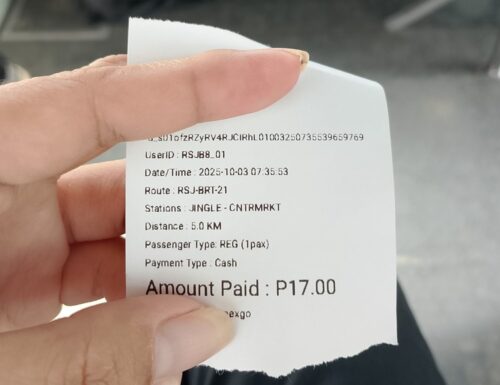 UserID : RSJB8_01
Date/Time : 2025-10-03 07:35:53
Route : RSJ-BRT-21
Stations : JINGLE - CNTRMRKT
Distance : 5.0 KM
Passenger Type: REG (1pax)
Payment Type : Cash
Amount Paid : P17.00